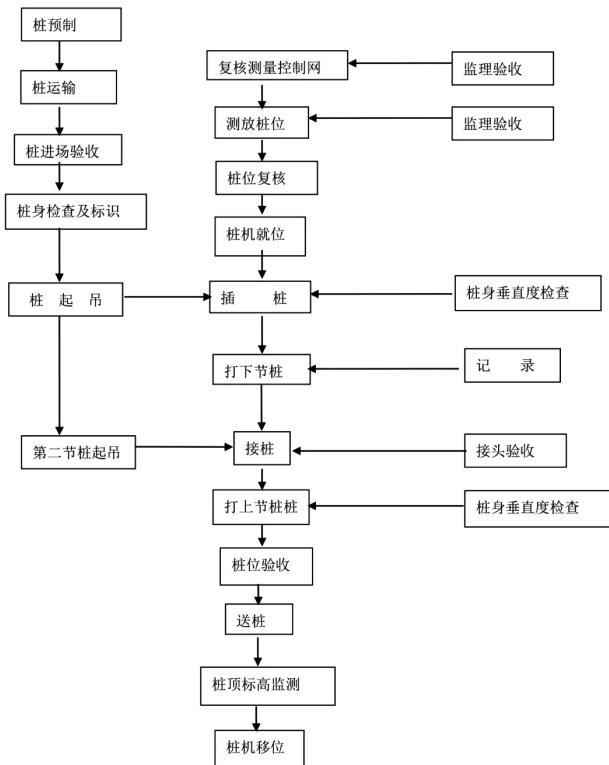 桩预制
复核测量控制网
监理验收
桩运输
测放桩位
监理验收
桩进场验收
桩位复核
桩身检查及标识
桩机就位
桩 起 吊
插 桩
桩身垂直度检查
打下节桩
记 录
第二节桩起吊
接桩
接头验收
打上节桩桩
桩身垂直度检查
桩位验收
送桩
桩顶标高监测
桩机移位